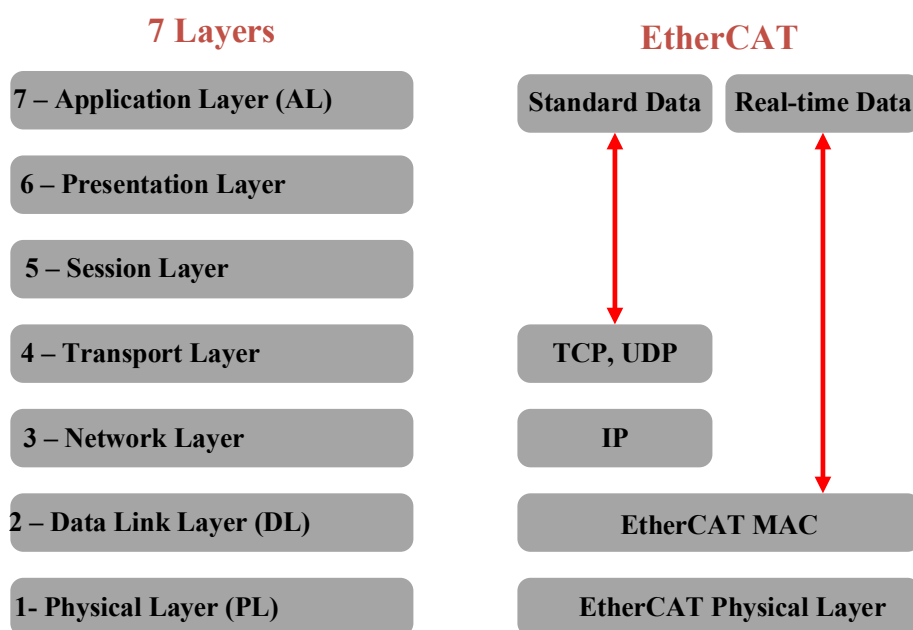 7 Layers
7 – Application Layer (AL)
6 – Presentation Layer
5 – Session Layer
4 – Transport Layer
3 – Network Layer
2 – Data Link Layer (DL)
1- Physical Layer (PL)
EtherCAT
Standard Data
Real-time Data
TCP, UDP
IP
EtherCAT MAC
EtherCAT Physical Layer